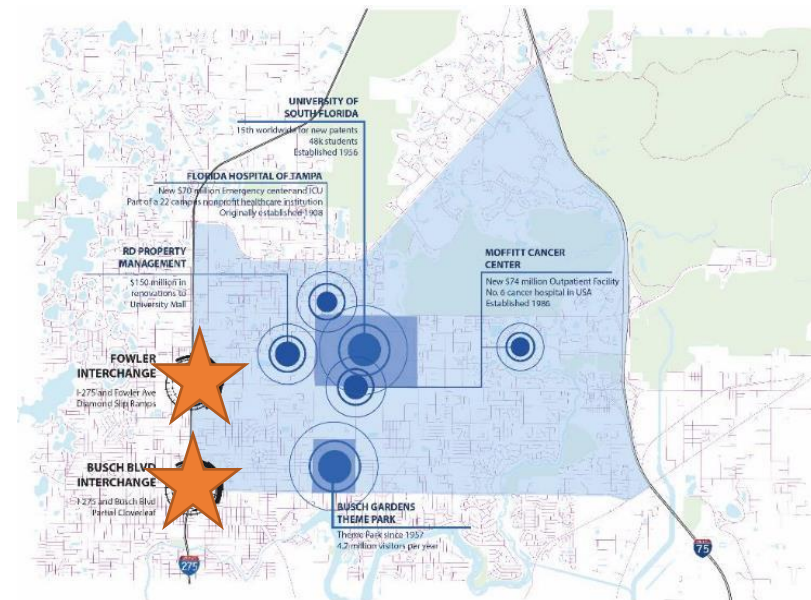 UNIVERSITY OF
SOUTH FLORIDA
15th worldwide for new patents
48k students
Established 1956
FLORIDA HOSPITAL OF TAMPA
New $70 million Emergency center and ICU
Part of a 22 campus nonprofit healthcare institution
Originally established 1908
RD PROPERTY
MANAGEMENT
$150 million in
renovations to
University Mall
MOFFITT CANCER
CENTER
New $74 million Outpatient Facility
No. 6 cancer hospital in USA
Established 1986
FOWLER
INTERCHANGE
I-275 and Fowler Ave
Diamond Slip Ramps
BUSCH BLVD
INTERCHANGE
I-275 and Busch Blvd
Partial Cloverleaf
BUSCH GARDENS
THEME PARK
Theme Park since 1957
4.2 million visitors per year
275
75